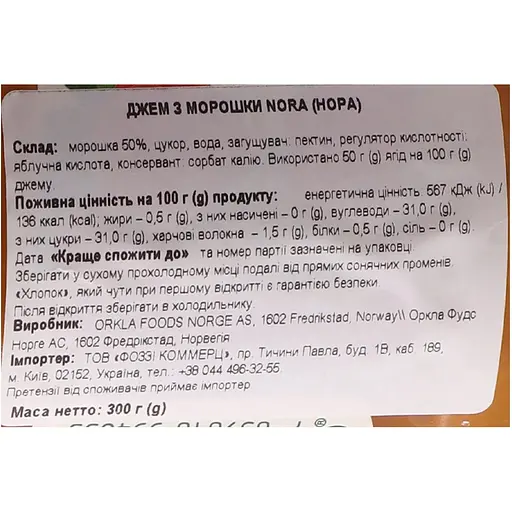 ДЖЕМ З МОРОШКИ NORA (НОРА)
Склад: морошка 50%, цукор, вода, загущувач: пектин, регулятор кислотності:
яблучна кислота, консервант: сорбат калію. Використано 50 г (g) ягід на 100 г (g)
джему.
Поживна цінність на 100 г (g) продукту: енергетична цінність 567 кДж (kJ) /
136 ккал (kcal); жири – 0,5 г (g), з них насичені – 0 г (g), вуглеводи – 31,0 г (g),
з них цукри – 31,0 г (g), харчові волокна – 1,5 г (g), білки – 0,5 г (g), сіль – 0 г (g).
Дата «Краще спожити до» та номер партії зазначені на упаковці.
Зберігати у сухому прохолодному місці подалі від прямих сонячних променів.
«Хлопок», який чути при першому відкритті є гарантією безпеки.
Після відкриття зберігати в холодильнику.
Виробник: ORKLA FOODS NORGE AS, 1602 Fredrikstad, Norway\\ Оркла Фудс
Норге АС, 1602 Фредрікстад, Норвегія
Імпортер: ТОВ «ФОЗЗІ КОММЕРЦ», пр. Тичини Павла, буд. 1В, каб. 189,
м. Київ, 02152, Україна, тел.: +38 044 496-32-55.
Претензії від споживачів приймає імпортер.
Маса нетто: 300 г (g)